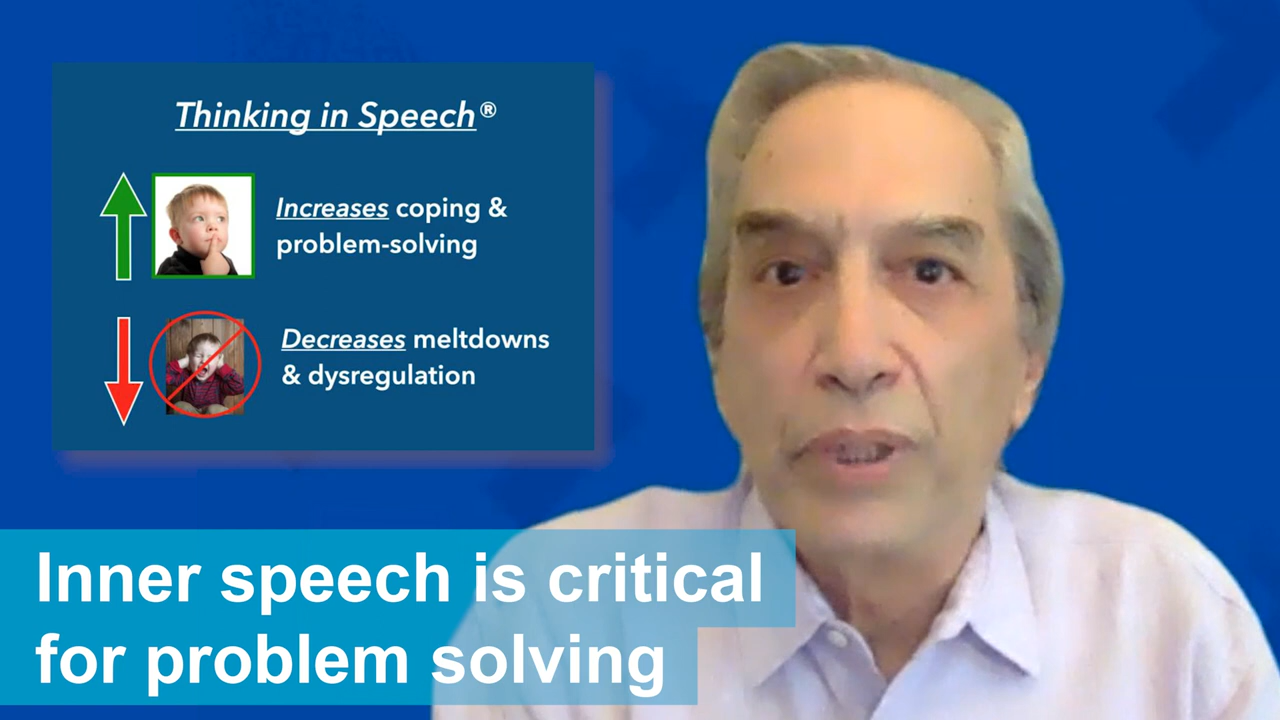 Thinking in Speech®
Increases coping &
problem-solving
Decreases meltdowns
& dysregulation
Inner speech is critical
for problem solving